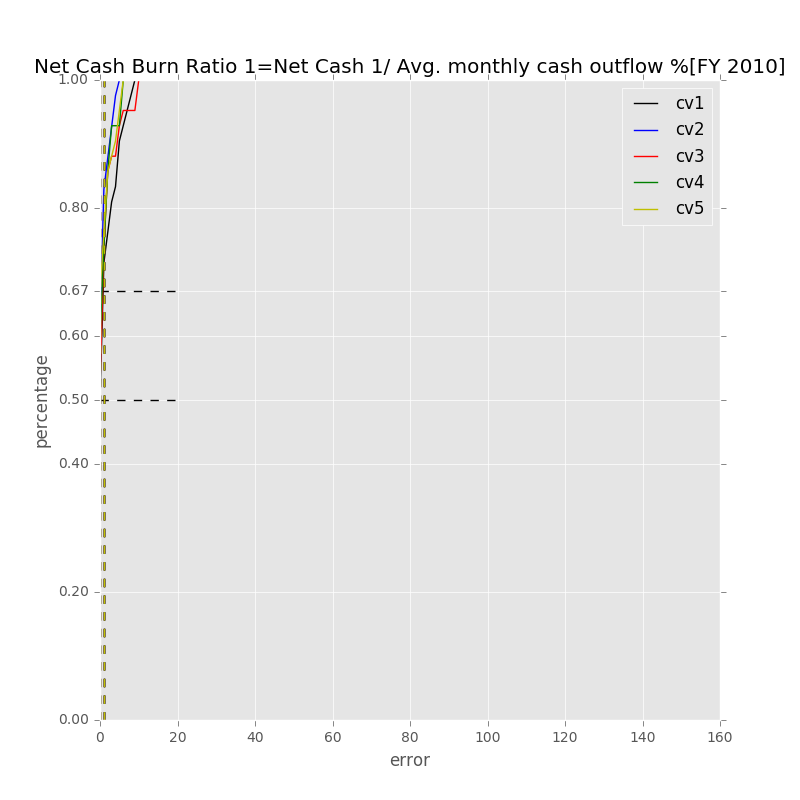 Net Cash Burn Ratio 1=Net Cash 1/ Avg. monthly cash outflow %[FY 2010]
1.00
0.80
0.67
0.60
0.50
0.40
0.20
0.00
percentage
cv1
cv2
cv3
cv4
cv5
0 20 40 60 80 100 120 140 160
error